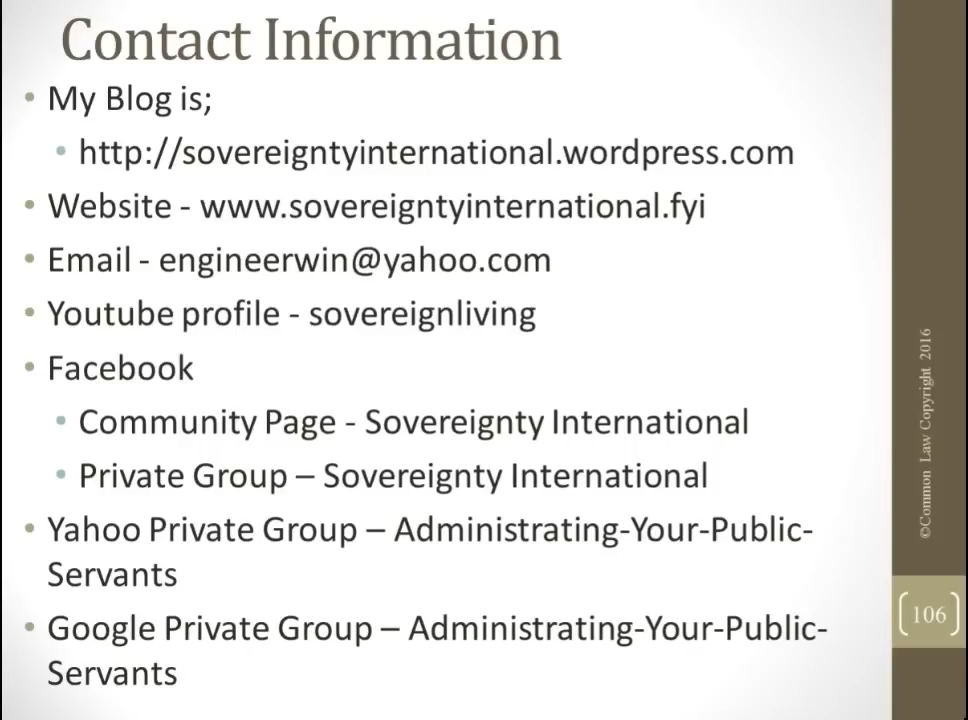 Contact Information
• My Blog is;
• http://sovereigntyinternational.wordpress.com
• Website - www.sovereigntyinternational.fyi
• Email - engineerwin@yahoo.com
• Youtube profile - sovereignliving
• Facebook
• Community Page - Sovereignty International
• Private Group – Sovereignty International
• Yahoo Private Group – Administrating-Your-Public-
Servants
• Google Private Group – Administrating-Your-Public-
Servants
©Common Law Copyright 2016
106